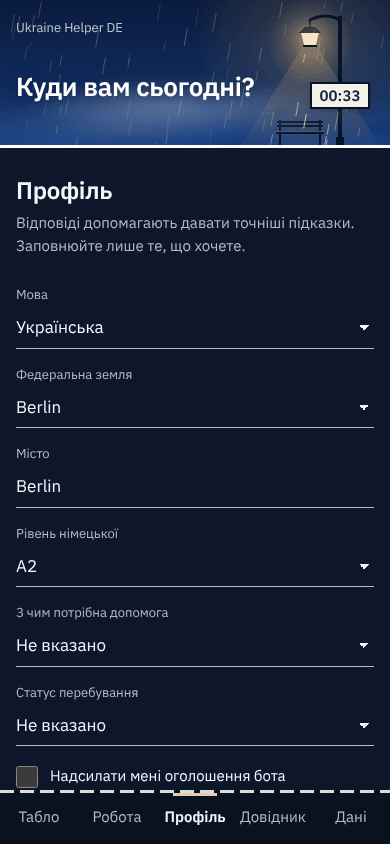 Ukraine Helper DE
Куди вам сьогодні?
00:33
Профіль
Відповіді допомагають давати точніші підказки.
Заповнюйте лише те, що хочете.
Мова
Українська
Федеральна земля
Berlin
Місто
Berlin
Рівень німецької
A2
З чим потрібна допомога
Не вказано
Статус перебування
Не вказано
Надсилати мені оголошення бота
Табло Робота Профіль Довідник Дані